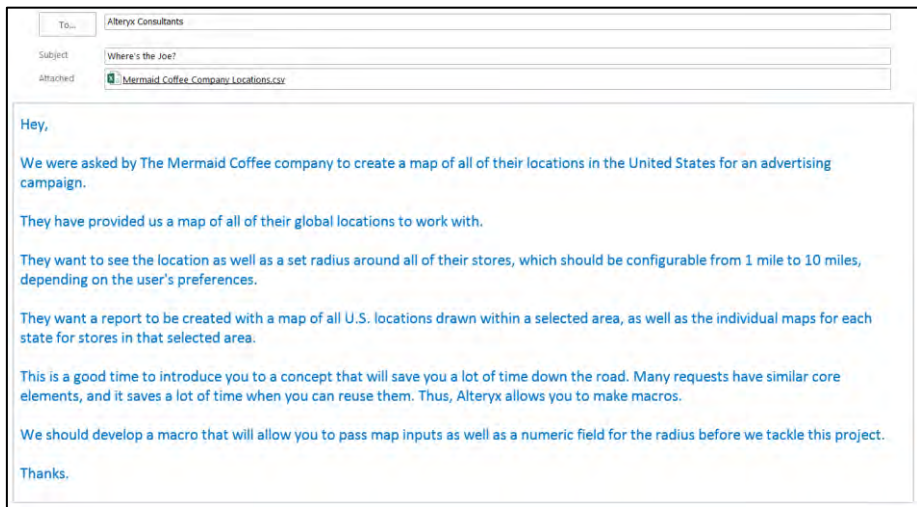 To...
Alteryx Consultants
Subject
Where's the Joe?
Attached
Mermaid Coffee Company Locations.csv
Hey,
We were asked by The Mermaid Coffee company to create a map of all of their locations in the United States for an advertising
campaign.
They have provided us a map of all of their global locations to work with.
They want to see the location as well as a set radius around all of their stores, which should be configurable from 1 mile to 10 miles,
depending on the user's preferences.
They want a report to be created with a map of all U.S. locations drawn within a selected area, as well as the individual maps for each
state for stores in that selected area.
This is a good time to introduce you to a concept that will save you a lot of time down the road. Many requests have similar core
elements, and it saves a lot of time when you can reuse them. Thus, Alteryx allows you to make macros.
We should develop a macro that will allow you to pass map inputs as well as a numeric field for the radius before we tackle this project.
Thanks.